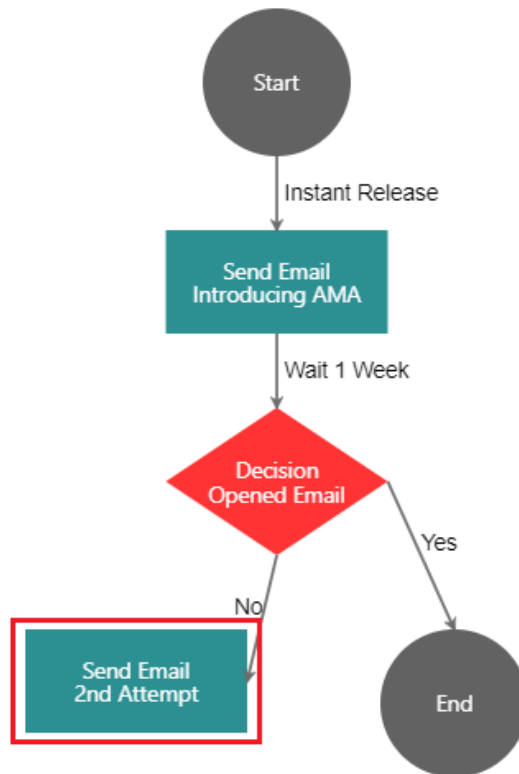 Start
Instant Release
Send Email
Introducing AMA
Wait 1 Week
Decision
Opened Email
Yes
No
Send Email
2nd Attempt
End